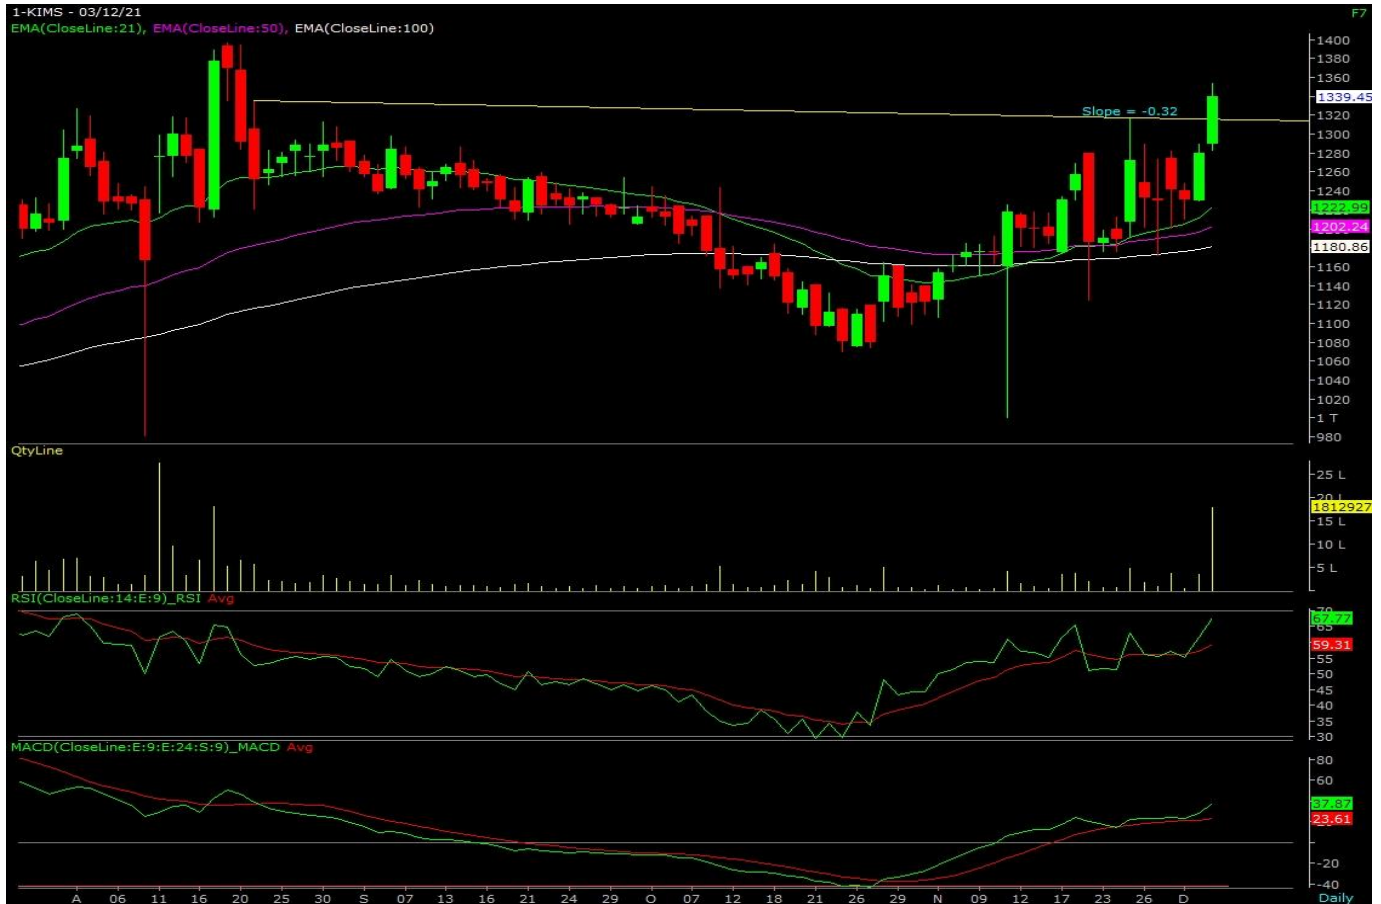 1-KIMS - 03/12/21
F7
EMA(CloseLine:21), EMA(CloseLine:50), EMA(CloseLine:100)
1400
1380
1360
1339.45
1320
Slope = -0.32
1300
1280
1260
1240
1222.99
1202.24
1180.86
1160
1140
1120
1100
1080
1060
1040
1020
1 T
980
QtyLine
25 L
20 L
1812927
15 L
10 L
5 L
RSI(CloseLine:14:E:9)_RSI Avg
70
67.77
65
59.31
55
50
45
40
35
30
MACD(CloseLine:E:9:E:24:S:9)_MACD Avg
80
60
37.87
23.61
-20
-40
A 06 11 16 21 25 30 S 07 13 16 21 24 29 O 07 12 18 21 26 29 N 09 12 17 23 26 D Daily